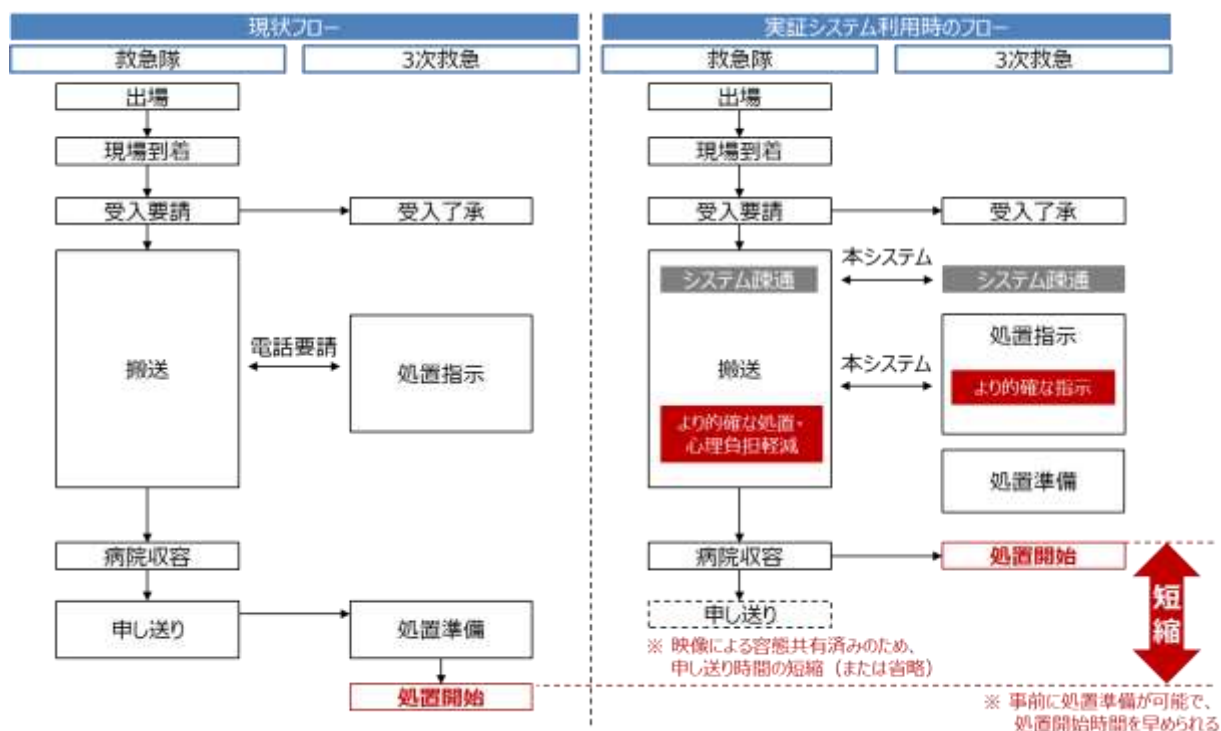 現状フロー
救急隊
3次救急
出場
現場到着
受入要請
受入了承
搬送
電話要請
処置指示
病院収容
申し送り
処置準備
処置開始
実証システム利用時のフロー
救急隊
3次救急
出場
現場到着
受入要請
受入了承
システム疎通
本システム
システム疎通
搬送
本システム
処置指示
より的確な指示
より的確な処置・
心理負担軽減
処置準備
病院収容
処置開始
申し送り
※ 映像による容態共有済みのため、
申し送り時間の短縮（または省略）
短
縮
※ 事前に処置準備が可能で、
処置開始時間を早められる